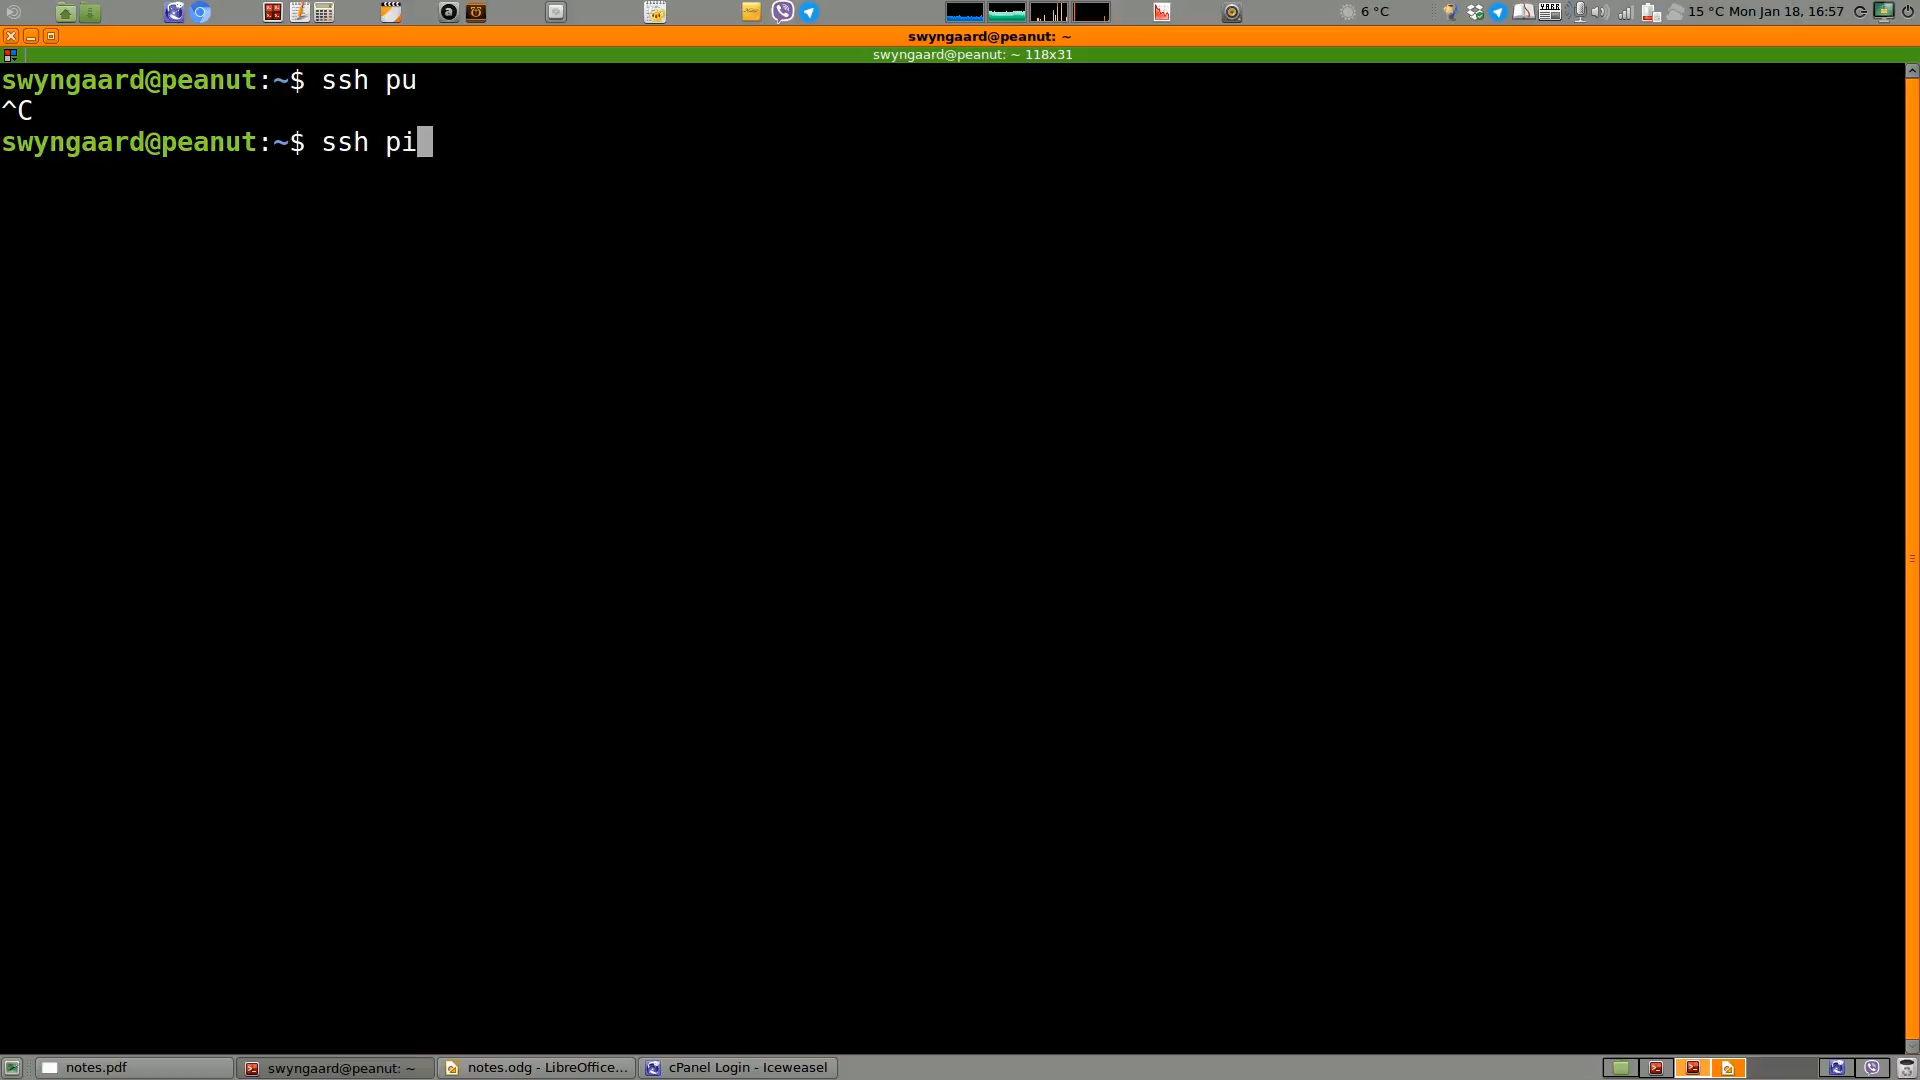 6 °C
15 °C Mon Jan 18, 16:57
swyngaard@peanut: ~
swyngaard@peanut: ~ 118x31
swyngaard@peanut:~$ ssh pu
^C
swyngaard@peanut:~$ ssh pi
notes.pdf
swyngaard@peanut: ~
notes.odg - LibreOffice...
cPanel Login - Iceweasel